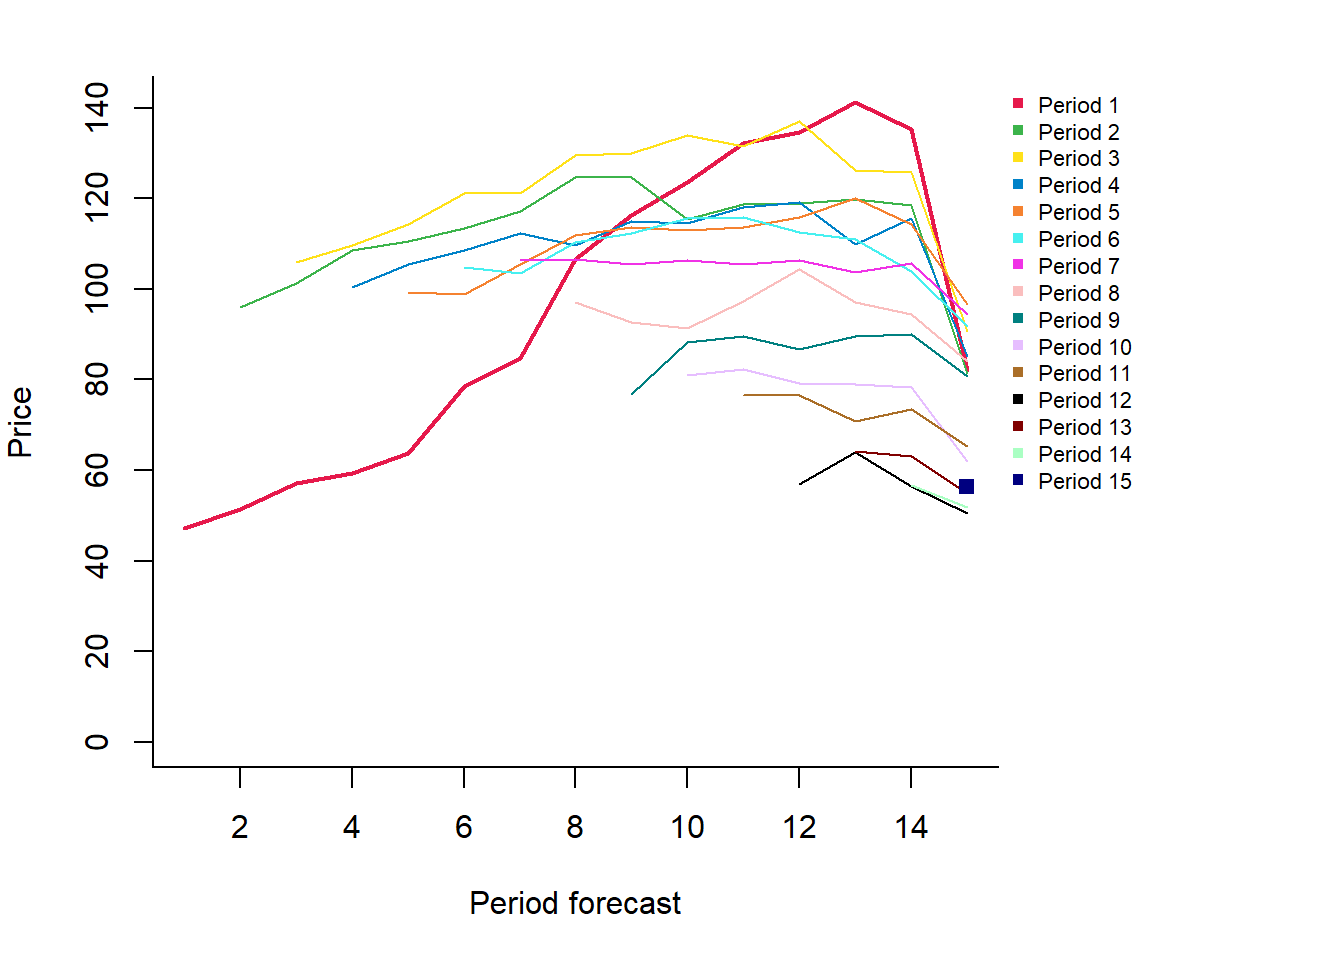 140
120
100
80
60
40
20
0
Price
2 4 6 8 10 12 14
Period forecast
Period 1
Period 2
Period 3
Period 4
Period 5
Period 6
Period 7
Period 8
Period 9
Period 10
Period 11
Period 12
Period 13
Period 14
Period 15